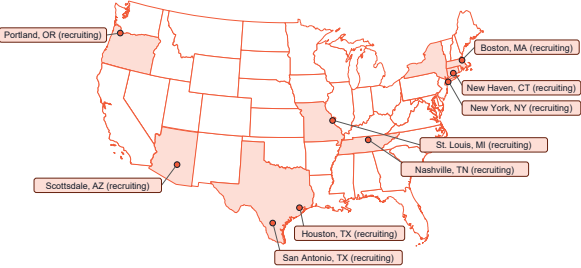 Portland, OR (recruiting)
Boston, MA (recruiting)
New Haven, CT (recruiting)
New York, NY (recruiting)
St. Louis, MI (recruiting)
Nashville, TN (recruiting)
Scottsdale, AZ (recruiting)
Houston, TX (recruiting)
San Antonio, TX (recruiting)